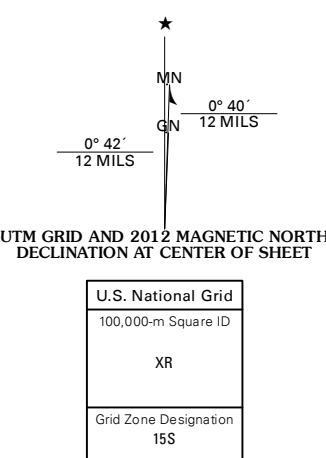 ★
MN
0° 40´
12 MILS
GN
0° 42´
12 MILS
UTM GRID AND 2012 MAGNETIC NORTH
DECLINATION AT CENTER OF SHEET
U.S. National Grid
100,000-m Square ID
XR
Grid Zone Designation
15S